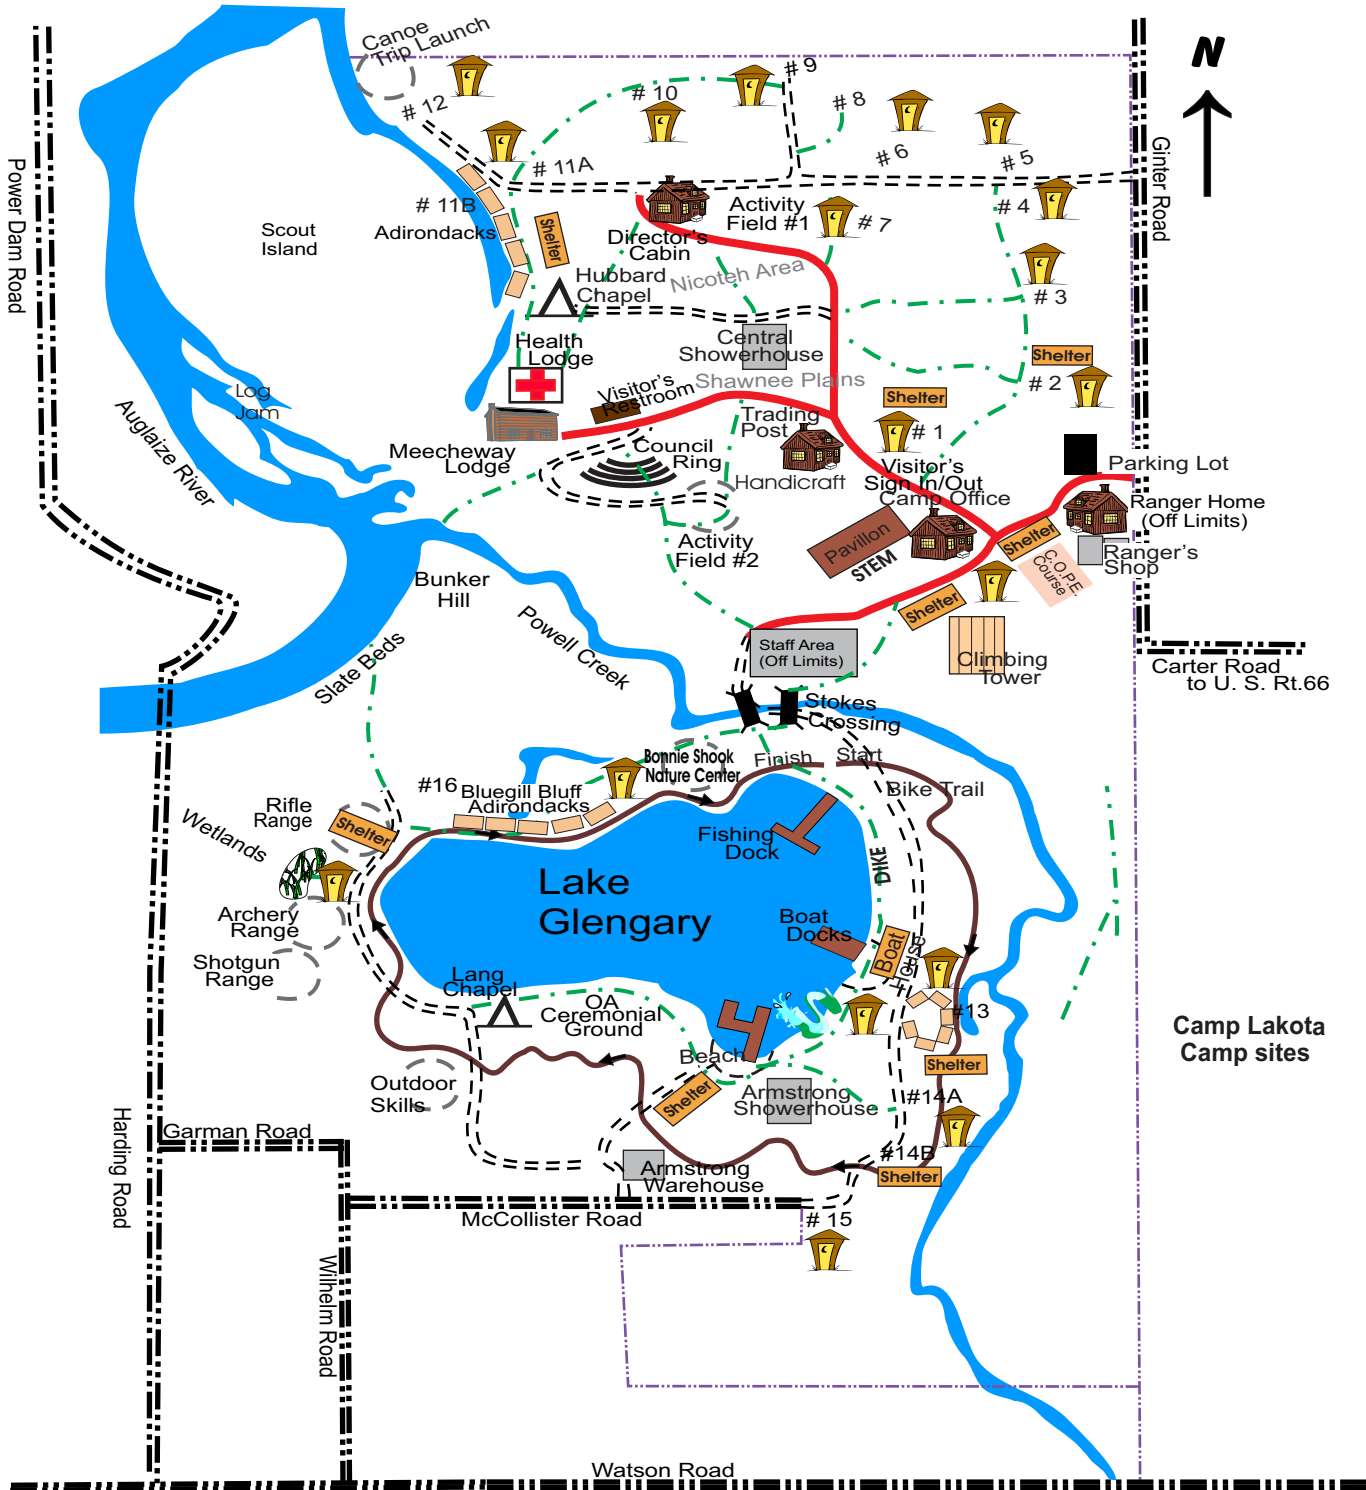 Canoe
Trip Launch
N
# 9
# 10
# 8
# 12
# 6
# 5
# 11A
Power Dam Road
Ginter Road
# 11B
Adirondacks
Shelter
Scout
Island
Activity
Field #1
# 7
# 4
Director's
Cabin
Nicoteh Area
Hubbard
Chapel
# 3
Health
Lodge
Central
Showerhouse
Shelter
Shawnee Plains
# 2
Visitor's
Restroom
Shelter
Log
Jam
Auglaize River
Trading
Post
# 1
Meecheway
Lodge
Council
Ring
Handicraft
Visitor's
Sign In/Out
Camp Office
Parking Lot
Ranger Home
(Off Limits)
Activity
Field #2
Pavillon
STEM
Shelter
C.O.P.E.
Course
Ranger's
Shop
Bunker
Hill
Shelter
Powell Creek
Slate Beds
Staff Area
(Off Limits)
Climbing
Tower
Carter Road
to U. S. Rt.66
Stokes
Crossing
Bonnie Shook
Nature Center
Finish
Start
Bike Trail
#16
Bluegill Bluff
Adirondacks
Rifle
Range
Shelter
Wetlands
Fishing
Dock
DIKE
Lake
Glengary
Archery
Range
Boat
Docks
Boat
House
Shotgun
Range
Lang
Chapel
OA
Ceremonial
Ground
#13
Camp Lakota
Camp sites
Beach
Shelter
Outdoor
Skills
Shelter
Armstrong
Showerhouse
#14A
Harding Road
Garman Road
#14B
Shelter
Armstrong
Warehouse
McCollister Road
# 15
Wilhelm Road
Watson Road